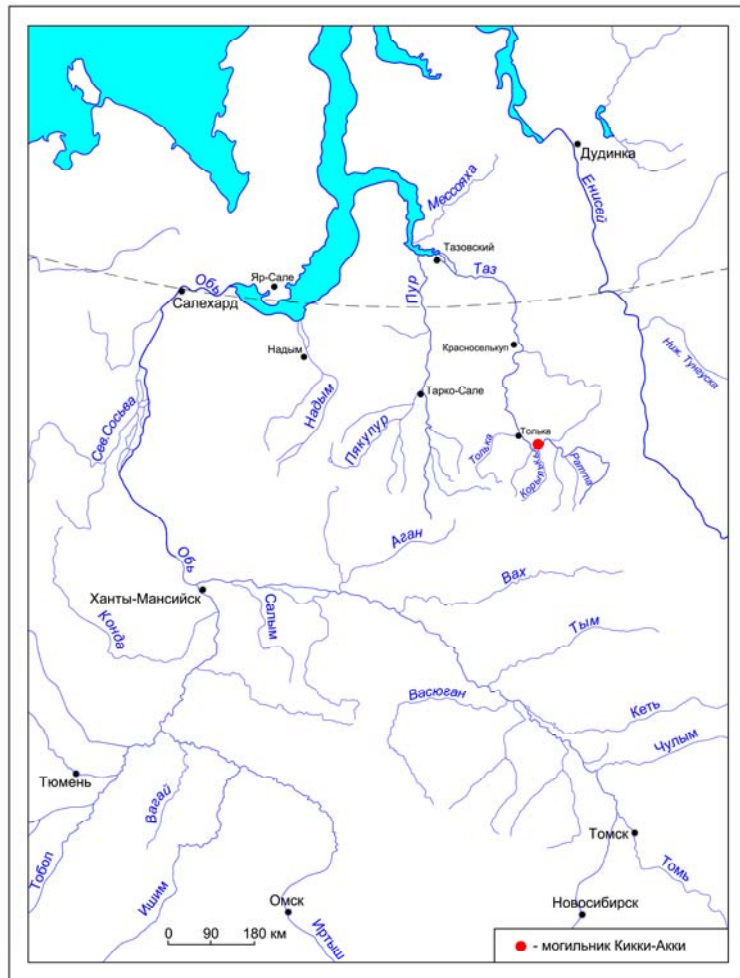 Дудинка
Мессояха
Енисей
Тазовский
Таз
Яр-Сале
Обь
Пур
Салехард
Красноселькуп
Надым
Ниж. Тунгуска
Надым
Тарко-Сале
Сев.Сосьва
Пякупур
Толька
Толька
Ратта
Аган
Обь
Вах
Ханты-Мансийск
Салым
Конда
Тым
Васюган
Кеть
Чулым
Тюмень
Вагай
Томск
Тобол
Томь
Ишим
Омск
Новосибирск
Иртыш
0 90 180 км
- могильник Кикки-Акки